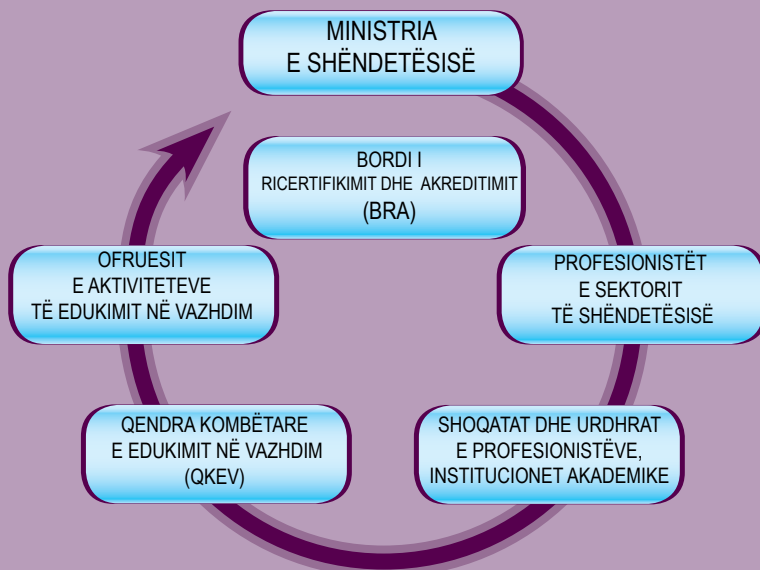 MINISTRIA
E SHËNDETËSISË
BORDI I
RICERTIFIKIMIT DHE AKREDITIMIT
(BRA)
OFRUESIT
E AKTIVITETEVE
TË EDUKIMIT NË VAZHDIM
PROFESIONISTËT
E SEKTORIT
TË SHËNDETËSISË
QENDRA KOMBËTARE
E EDUKIMIT NË VAZHDIM
(QKEV)
SHOQATAT DHE URDHRAT
E PROFESIONISTËVE,
INSTITUCIONET AKADEMIKE